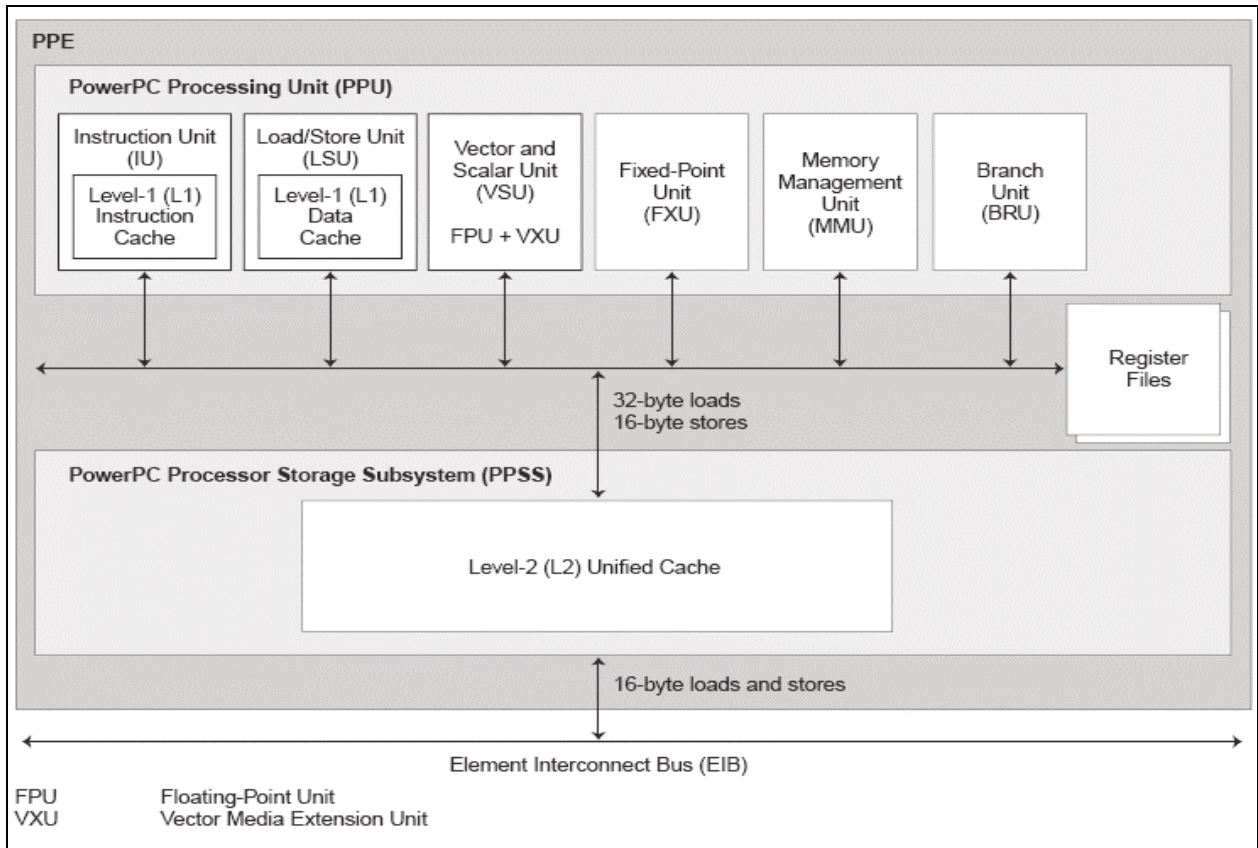 PPE
PowerPC Processing Unit (PPU)
Instruction Unit
(IU)
Level-1 (L1)
Instruction
Cache
Load/Store Unit
(LSU)
Level-1 (L1)
Data
Cache
Vector and
Scalar Unit
(VSU)
FPU + VXU
Fixed-Point
Unit
(FXU)
Memory
Management
Unit
(MMU)
Branch
Unit
(BRU)
Register
Files
32-byte loads
16-byte stores
PowerPC Processor Storage Subsystem (PPSS)
Level-2 (L2) Unified Cache
16-byte loads and stores
Element Interconnect Bus (EIB)
FPU Floating-Point Unit
VXU Vector Media Extension Unit